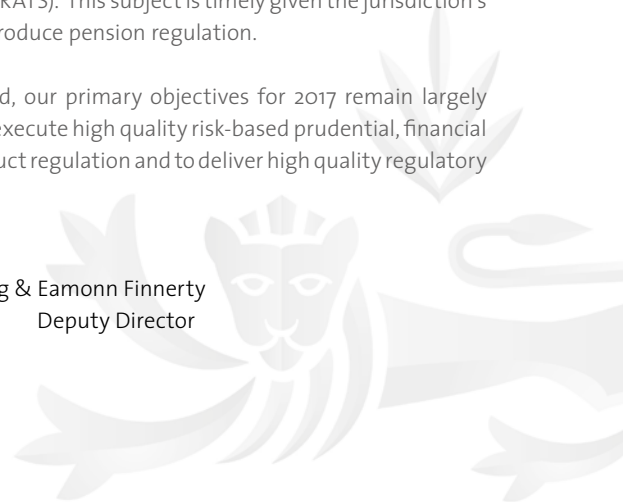 RATS). This subject is timely given the jurisdiction's
roduce pension regulation.
d, our primary objectives for 2017 remain largely
execute high quality risk-based prudential, financial
uct regulation and to deliver high quality regulatory
g & Eamonn Finnerty
Deputy Director